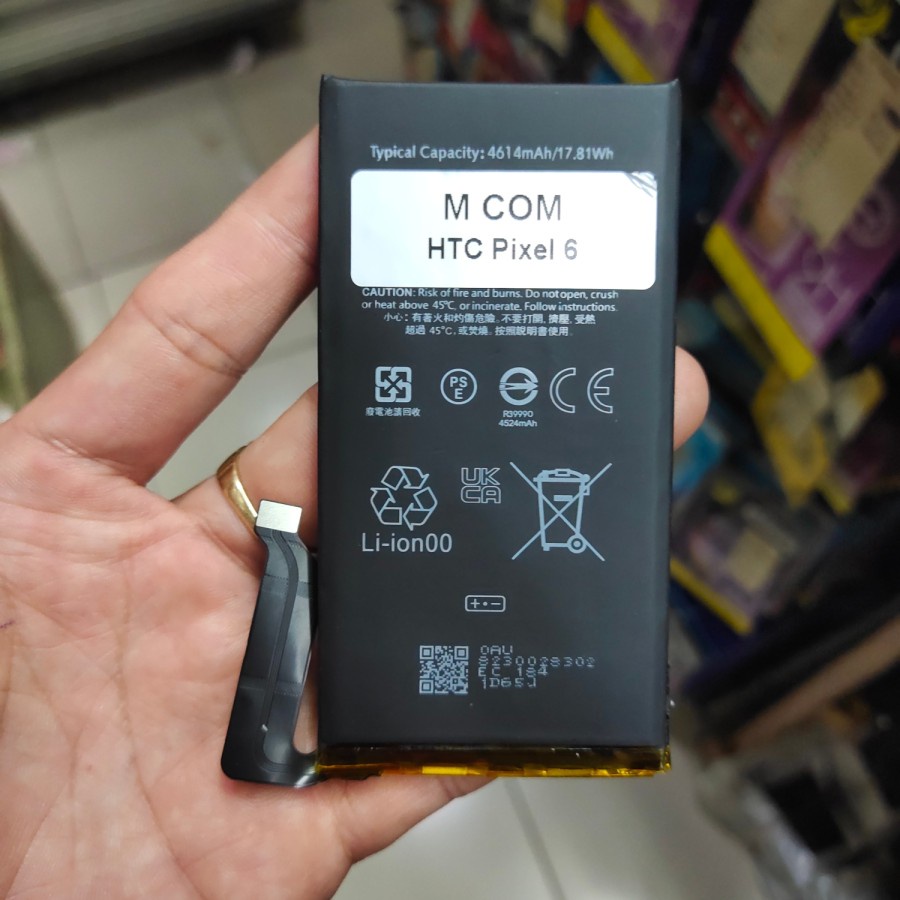 Typical Capacity: 4614mAh/17.81Wh
M COM
HTC Pixel 6
CAUTION: Risk of fire and burns. Do not open, crush
or heat above 45°C, or incinerate. Follow instructions.
小心: 有著火和灼傷危險。不要打開, 擠壓, 受熱
超過 45°C, 或焚燒。按照說明書使用。
廢電池請回收
PS
E
R39990
4524mAh
CE
UK
CA
Li-ion00
0AU
8230028302
EC 184
1D65J